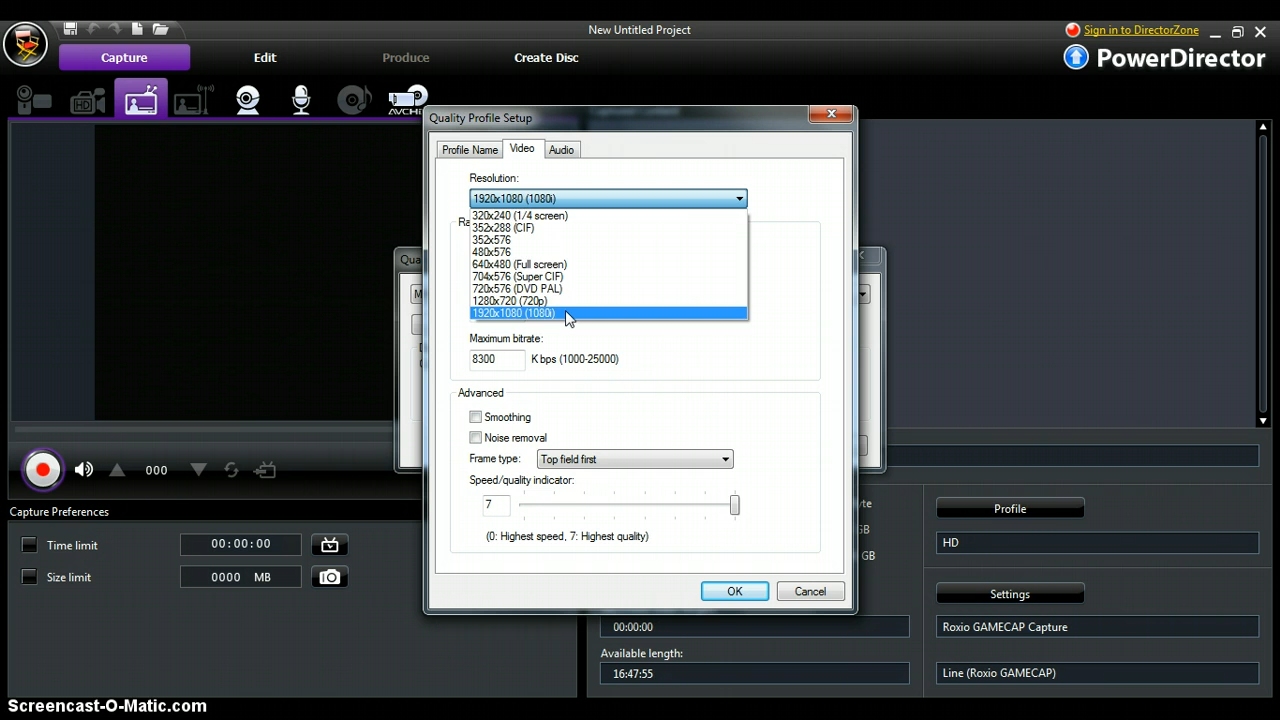 New Untitled Project
Sign in to DirectorZone
Capture
Edit
Produce
Create Disc
PowerDirector
AVCHD
Quality Profile Setup
Profile Name
Video
Audio
Resolution:
1920x1080 (1080i)
320x240 (1/4 screen)
352x288 (CIF)
352x576
480x576
640x480 (Full screen)
704x576 (Super CIF)
720x576 (DVD PAL)
1280x720 (720p)
1920x1080 (1080i)
Maximum bitrate:
8300 K bps (1000-25000)
Advanced
Smoothing
Noise removal
Frame type: Top field first
Speed/quality indicator:
7
(0: Highest speed, 7: Highest quality)
OK
Cancel
000
Capture Preferences
Time limit
00:00:00
Size limit
0000 MB
Profile
HD
Settings
Roxio GAMECAP Capture
Line (Roxio GAMECAP)
00:00:00
Available length:
16:47:55
Screencast-O-Matic.com